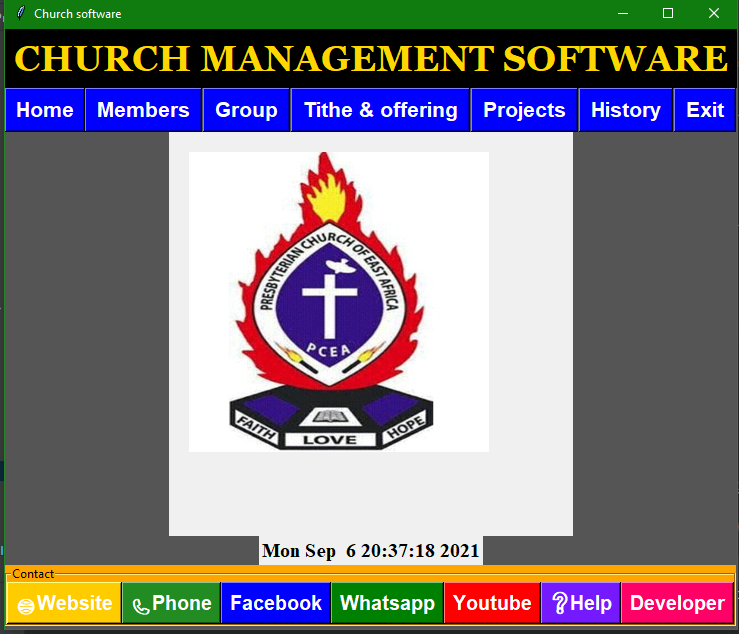 Church software
CHURCH MANAGEMENT SOFTWARE
Home Members Group Tithe & offering Projects History Exit
PRESBYTERIAN CHURCH OF EAST AFRICA
PCEA
FAITH LOVE HOPE
Mon Sep  6 20:37:18 2021
Contact
Website Phone Facebook Whatsapp Youtube Help Developer